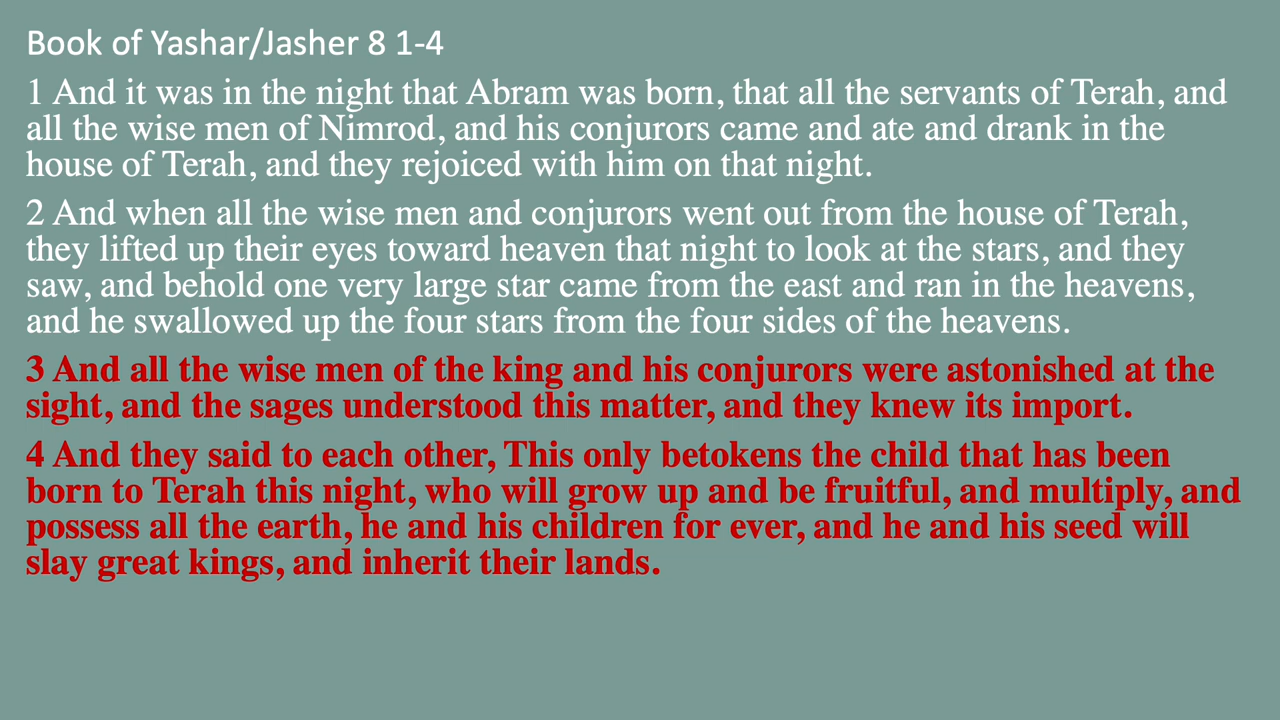 Book of Yashar/Jasher 8 1-4
1 And it was in the night that Abram was born, that all the servants of Terah, and
all the wise men of Nimrod, and his conjurors came and ate and drank in the
house of Terah, and they rejoiced with him on that night.
2 And when all the wise men and conjurors went out from the house of Terah,
they lifted up their eyes toward heaven that night to look at the stars, and they
saw, and behold one very large star came from the east and ran in the heavens,
and he swallowed up the four stars from the four sides of the heavens.
3 And all the wise men of the king and his conjurors were astonished at the
sight, and the sages understood this matter, and they knew its import.
4 And they said to each other, This only betokens the child that has been
born to Terah this night, who will grow up and be fruitful, and multiply, and
possess all the earth, he and his children for ever, and he and his seed will
slay great kings, and inherit their lands.